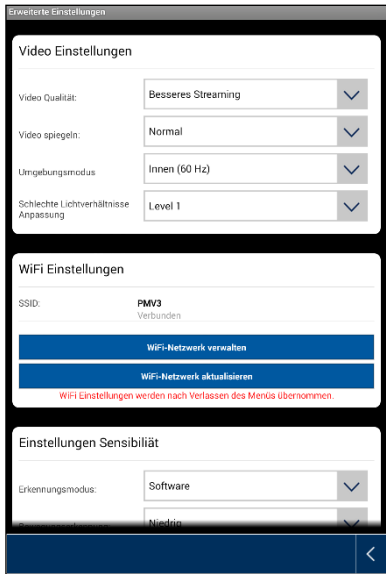 Erweiterte Einstellungen
Video Einstellungen
Video Qualität:
Besseres Streaming
Video spiegeln:
Normal
Umgebungsmodus
Innen (60 Hz)
Schlechte Lichtverhältnisse
Anpassung
Level 1
WiFi Einstellungen
SSID:
PMV3
Verbunden
WiFi-Netzwerk verwalten
WiFi-Netzwerk aktualisieren
WiFi Einstellungen werden nach Verlassen des Menüs übernommen.
Einstellungen Sensibiliät
Erkennungsmodus:
Software
Niedrig